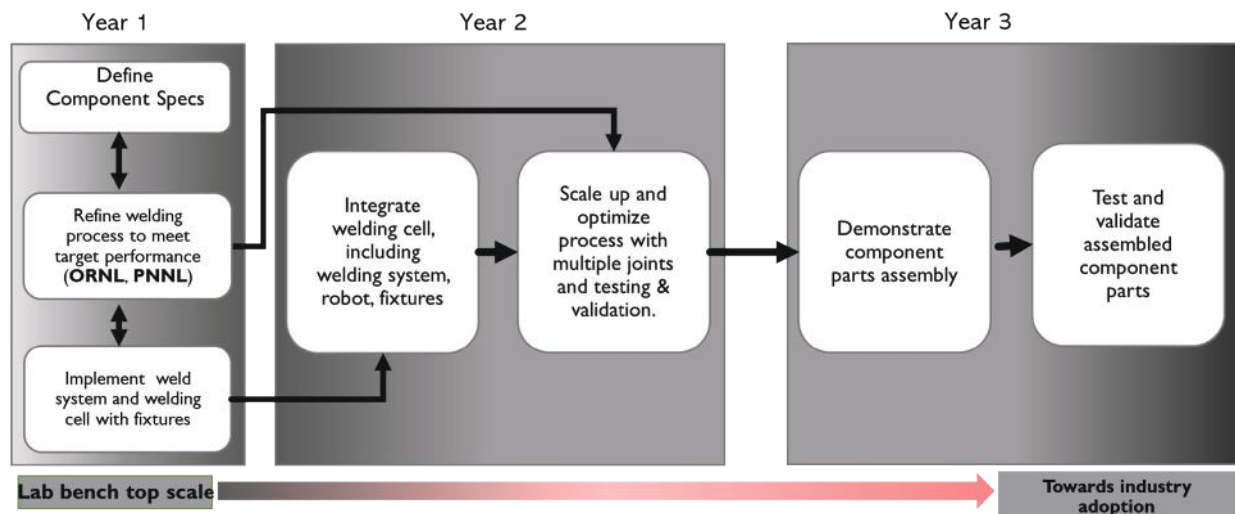 Year 1
Year 2
Year 3
Define
Component Specs
Refine welding
process to meet
target performance
(ORNL, PNNL)
Implement weld
system and welding
cell with fixtures
Integrate
welding cell,
including
welding system,
robot, fixtures
Scale up and
optimize
process with
multiple joints
and testing &
validation.
Demonstrate
component
parts assembly
Test and
validate
assembled
component
parts
Lab bench top scale
Towards industry
adoption